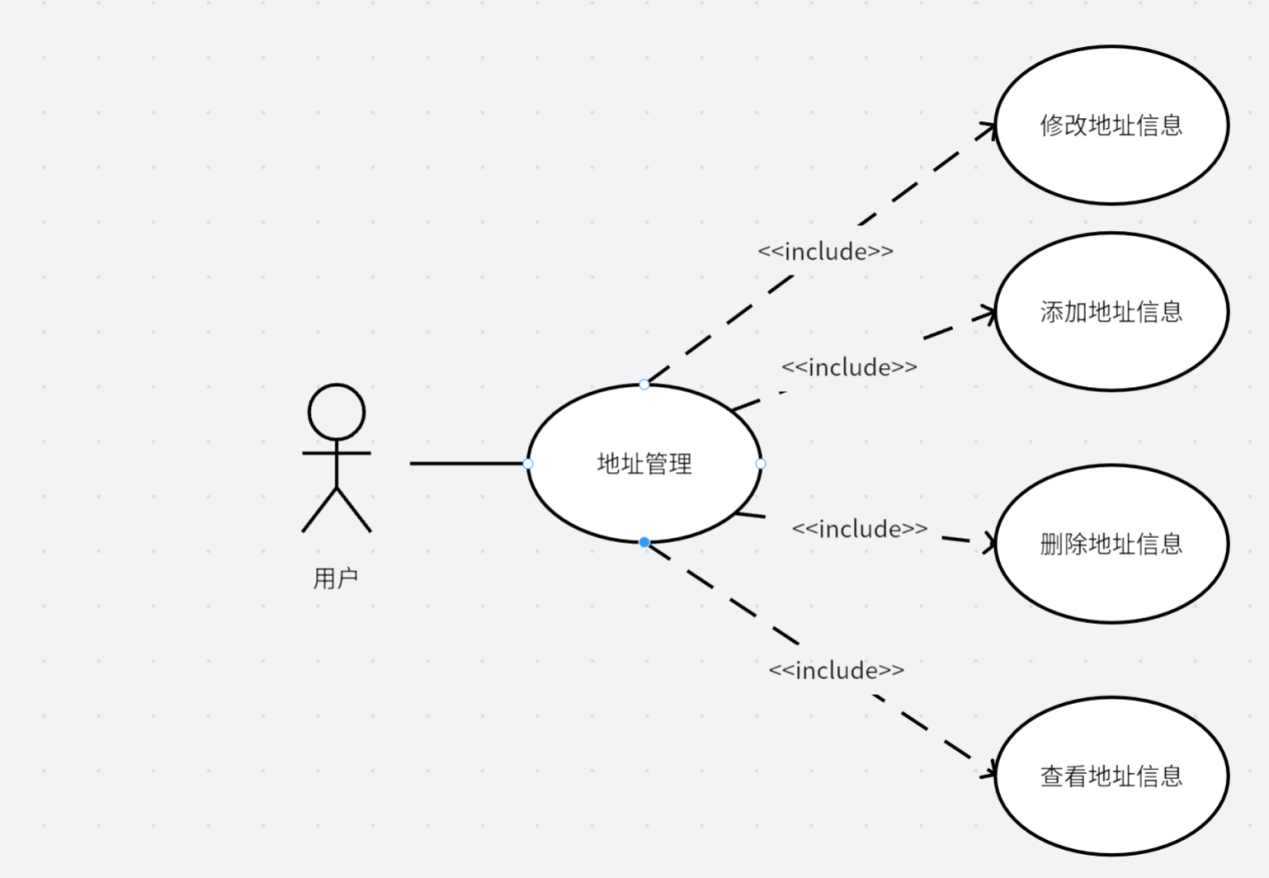 修改地址信息
<<include>>
添加地址信息
<<include>>
地址管理
<<include>>
删除地址信息
用户
<<include>>
查看地址信息